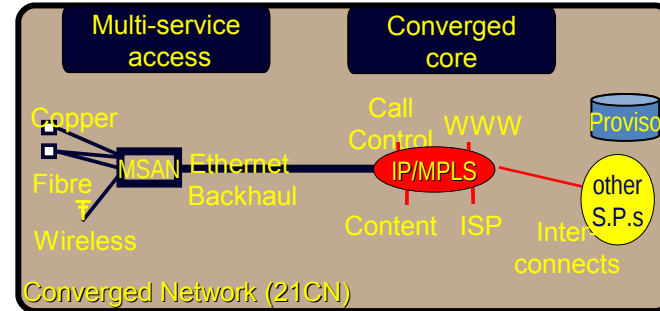 Multi-service
access
Converged
core
Copper
Call
Control
WWW
Proviso
MSAN
Ethernet
Backhaul
IP/MPLS
Fibre
other
S.P.s
Wireless
Content
ISP
Inter-
connects
Converged Network (21CN)